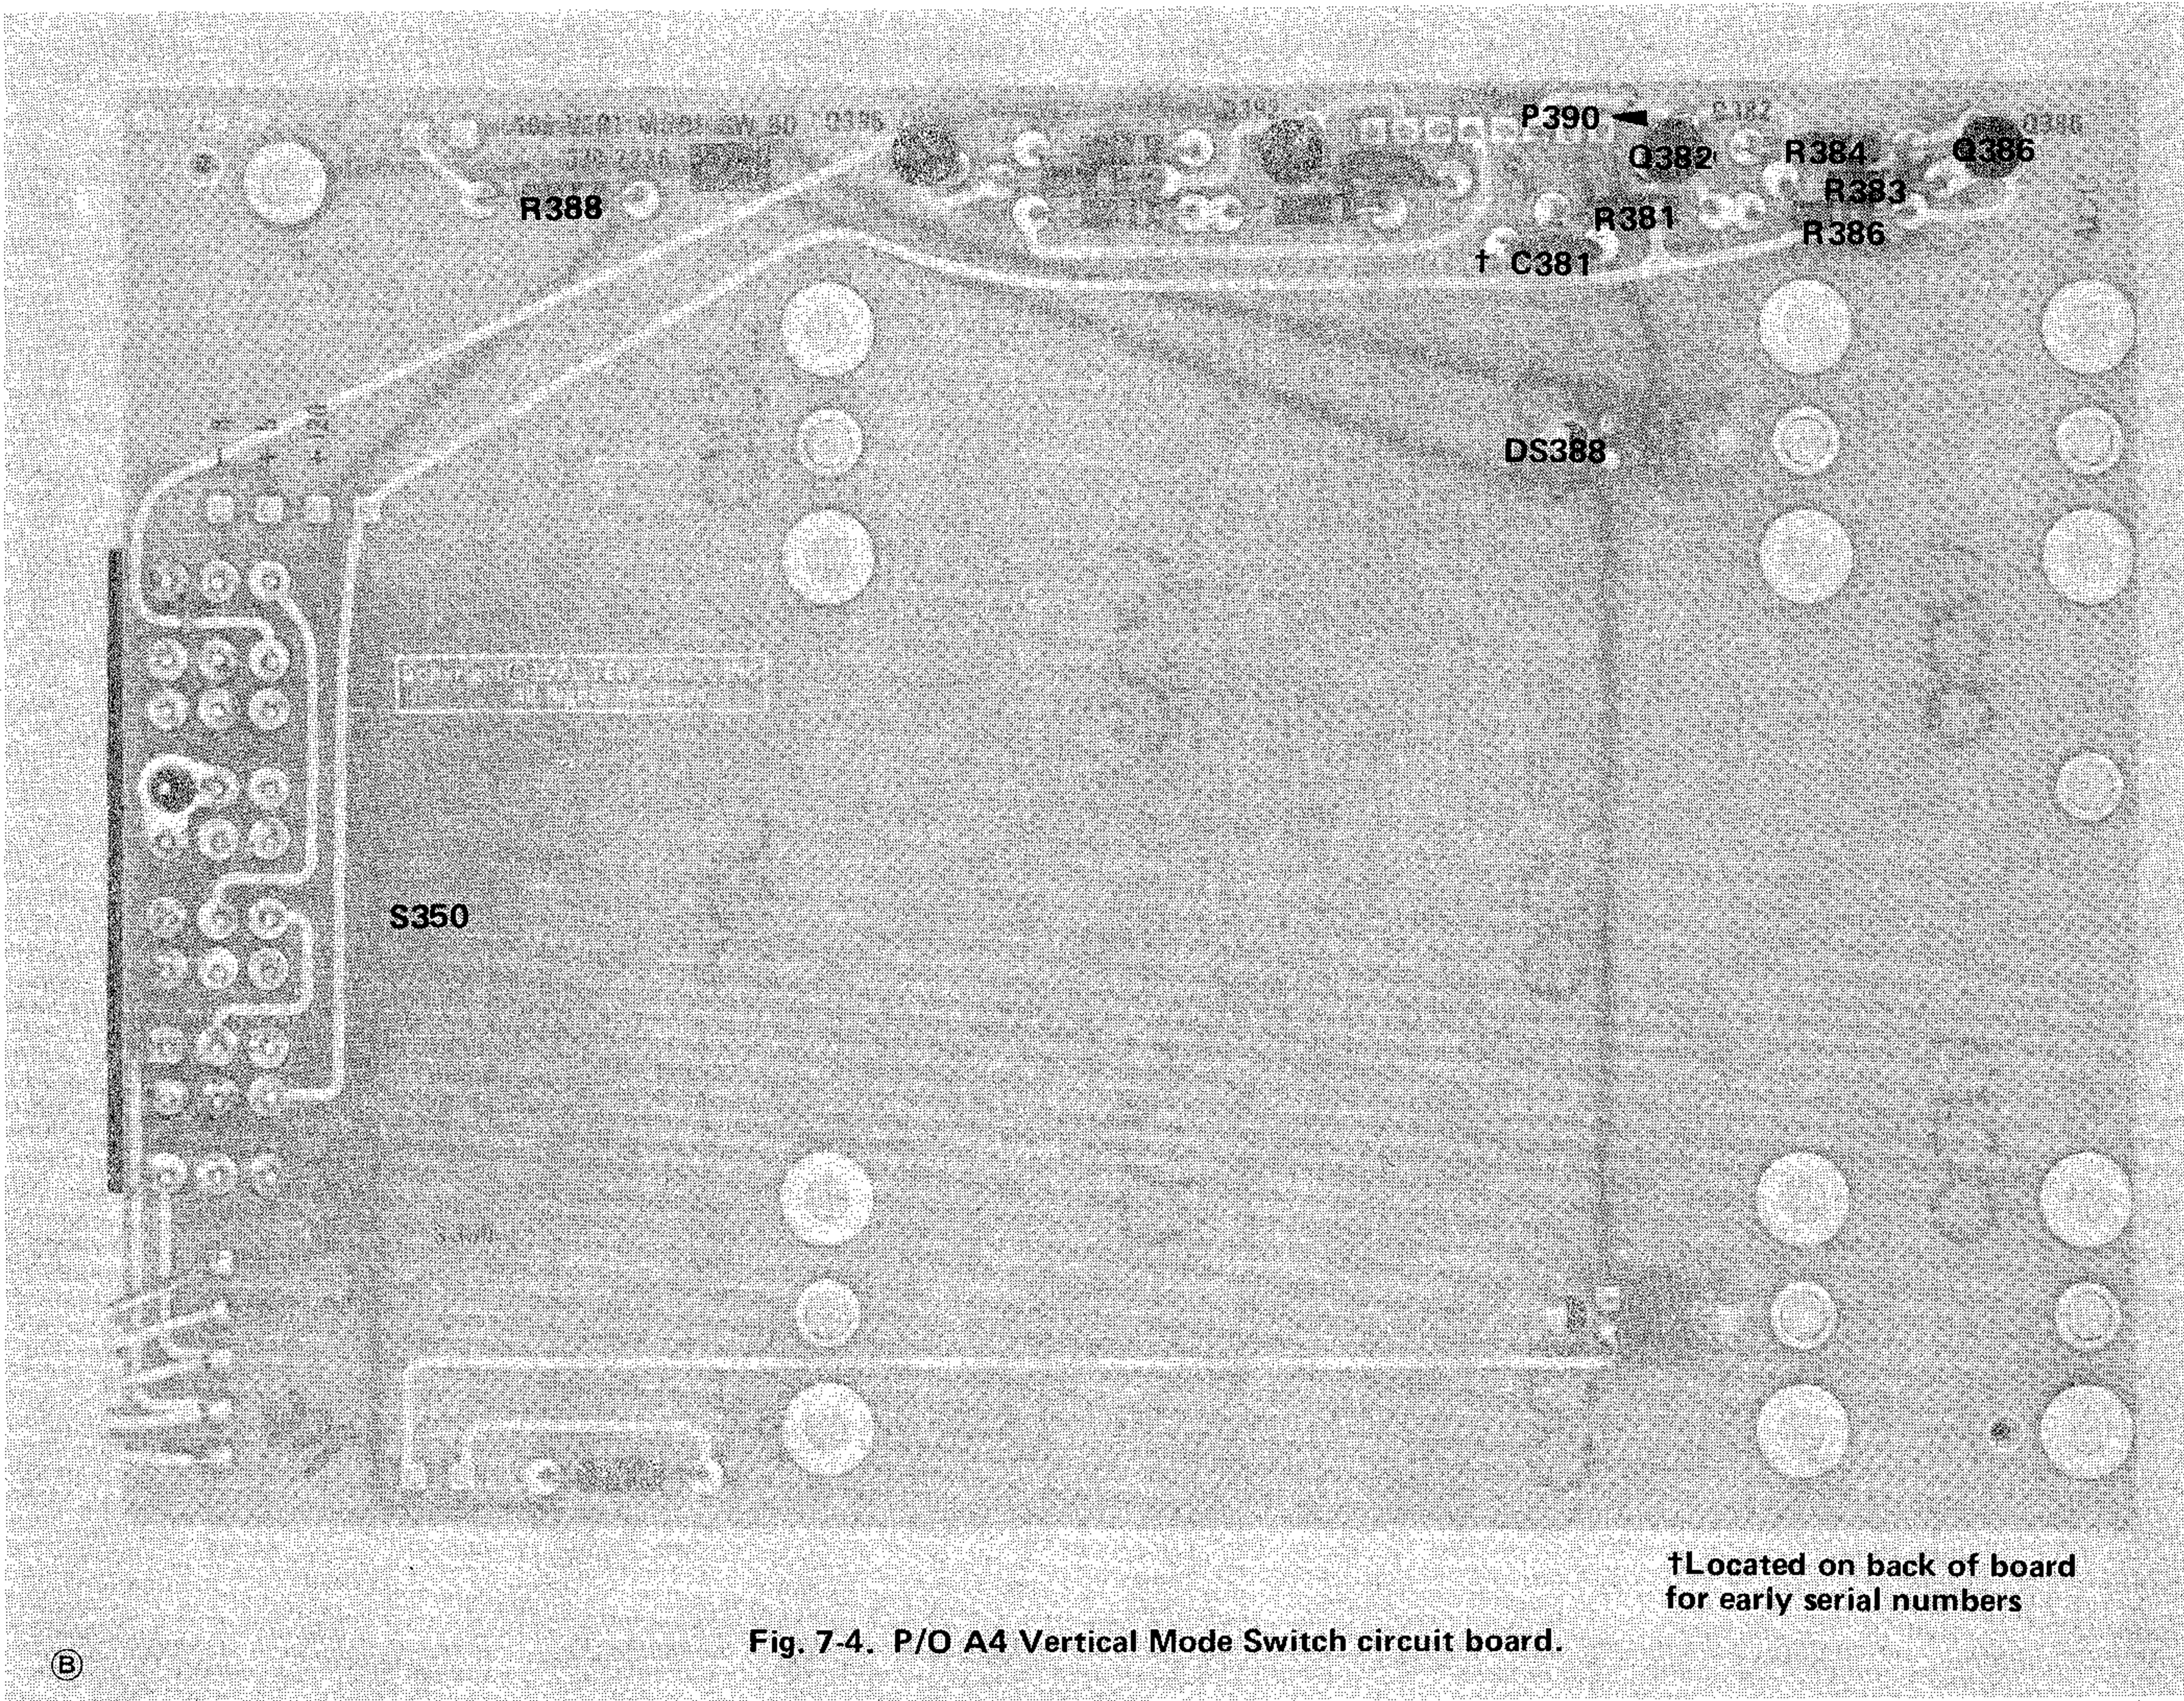 P390
Q382
R384
Q386
R383
R388
R381
R386
† C381
DS388
S350
†Located on back of board
for early serial numbers
Fig. 7-4. P/O A4 Vertical Mode Switch circuit board.
B